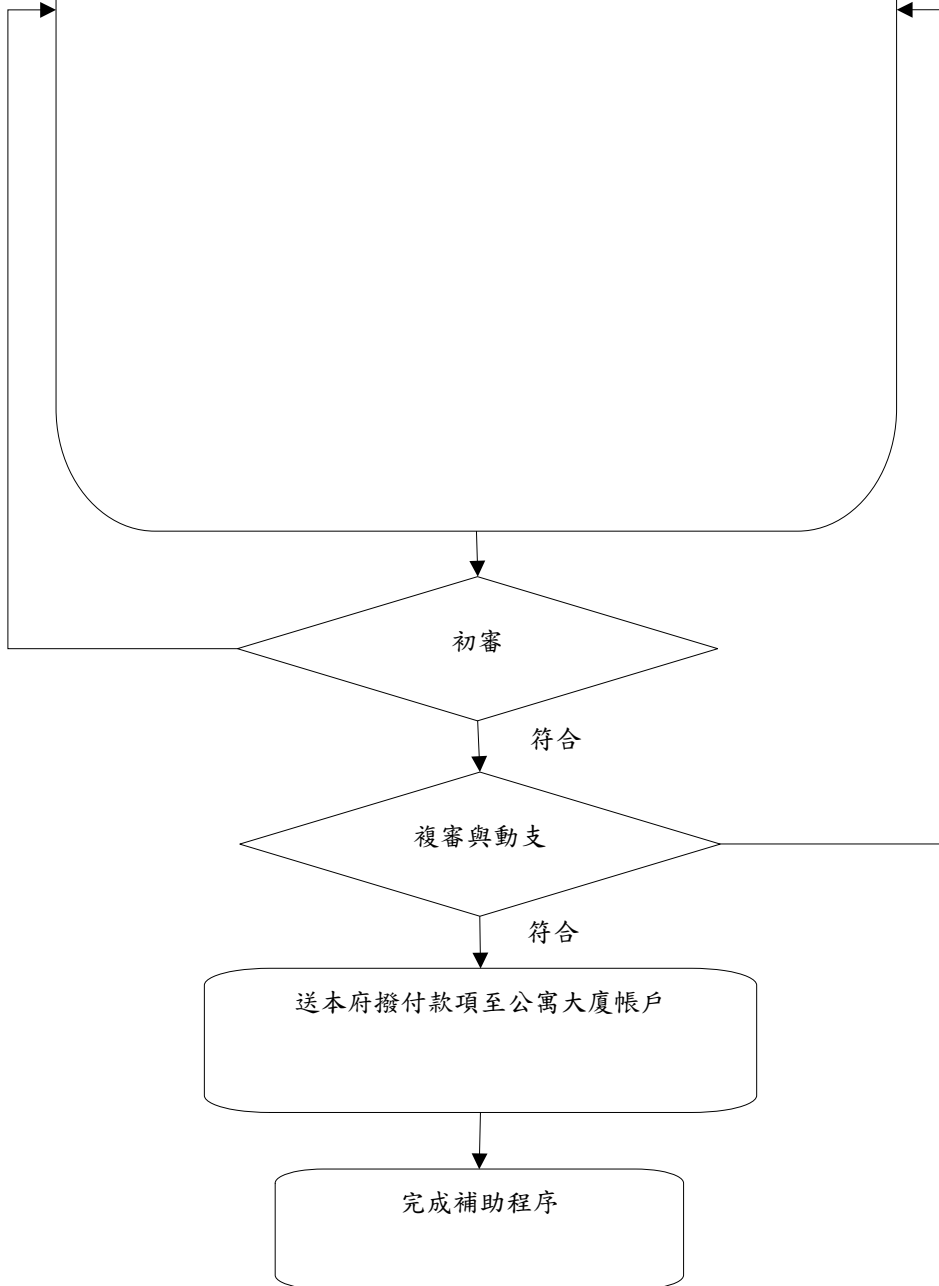 初審
符合
複審與動支
符合
送本府撥付款項至公寓大廈帳戶
完成補助程序